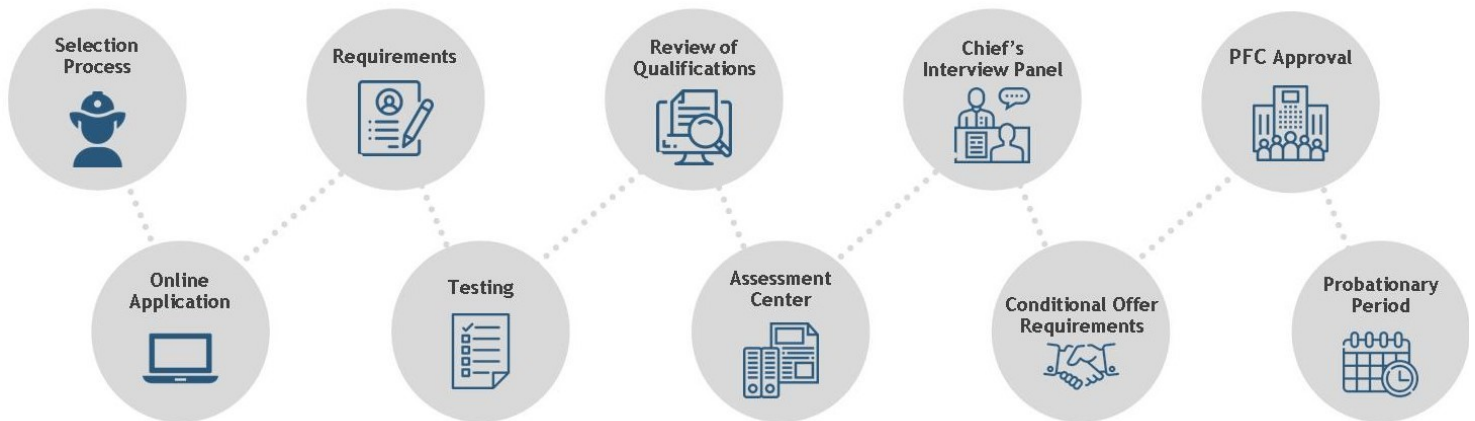 Selection
Process
Online
Application
Requirements
Testing
Review of
Qualifications
Assessment
Center
Chief's
Interview Panel
Conditional Offer
Requirements
PFC Approval
Probationary
Period